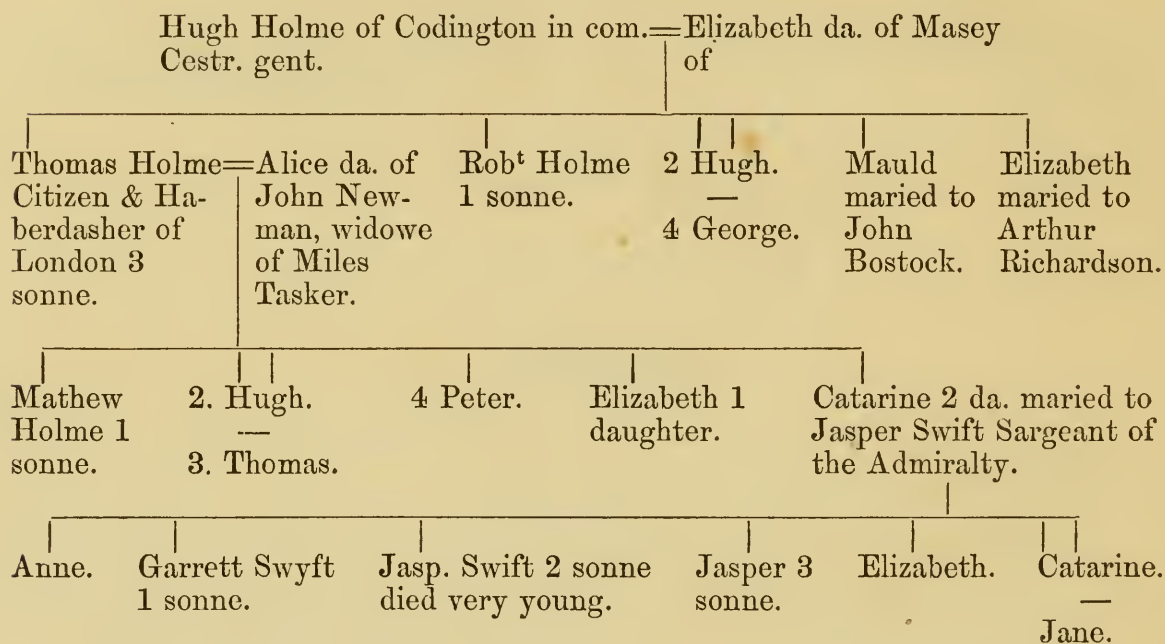 Hugh Holme of Codington in com.=Elizabeth da. of Masey
Cestr. gent.
of
Thomas Holme=Alice da. of
Citizen & Ha-
berdasher of
London 3
sonne.
John New-
man, widowe
of Miles
Tasker.
Robᵗ Holme
1 sonne.
2 Hugh.
—
4 George.
Mauld
maried to
John
Bostock.
Elizabeth
maried to
Arthur
Richardson.
Mathew
Holme 1
sonne.
2. Hugh.
—
3. Thomas.
4 Peter.
Elizabeth 1
daughter.
Catarine 2 da. maried to
Jasper Swift Sargeant of
the Admiralty.
Anne.
Garrett Swyft
1 sonne.
Jasp. Swift 2 sonne
died very young.
Jasper 3
sonne.
Elizabeth.
Catarine.
—
Jane.